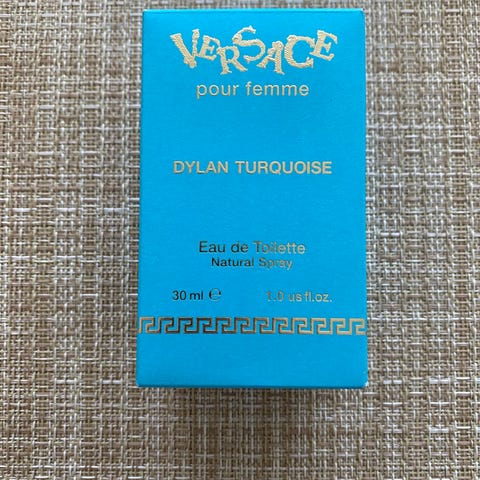 VERSACE
pour femme
DYLAN TURQUOISE
Eau de Toilette
Natural Spray
30 ml ℮ 1.0 us fl.oz.